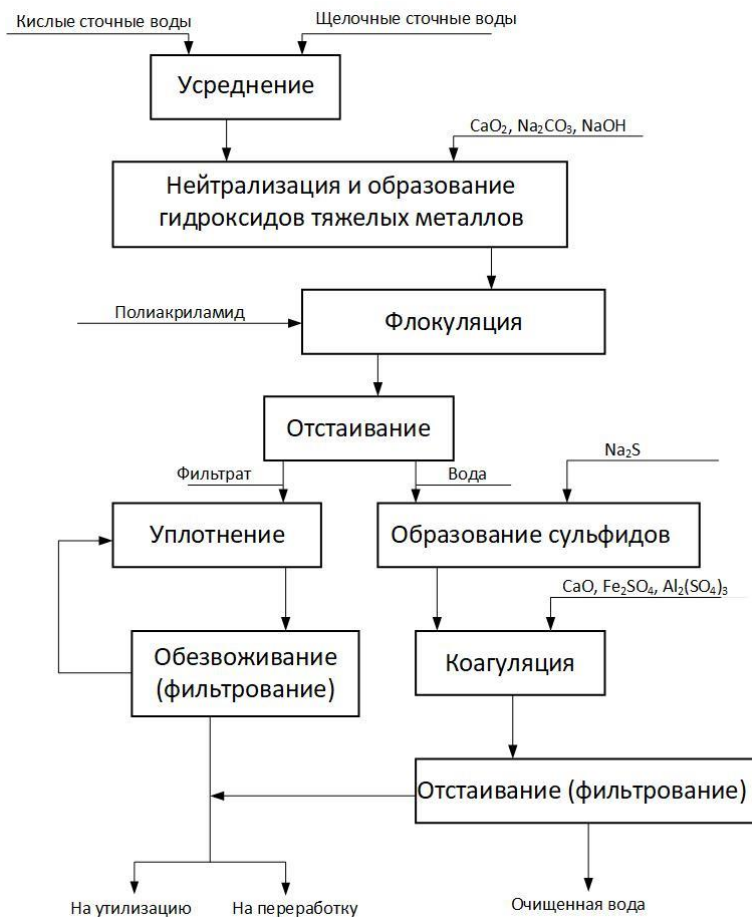 Кислые сточные воды
Щелочные сточные воды
Усреднение
CaO₂, Na₂CO₃, NaOH
Нейтрализация и образование
гидроксидов тяжелых металлов
Полиакриламид
Флокуляция
Отстаивание
Фильтрат
Вода
Na₂S
Уплотнение
Образование сульфидов
CaO, Fe₂SO₄, Al₂(SO₄)₃
Обезвоживание
(фильтрование)
Коагуляция
Отстаивание (фильтрование)
На утилизацию
На переработку
Очищенная вода